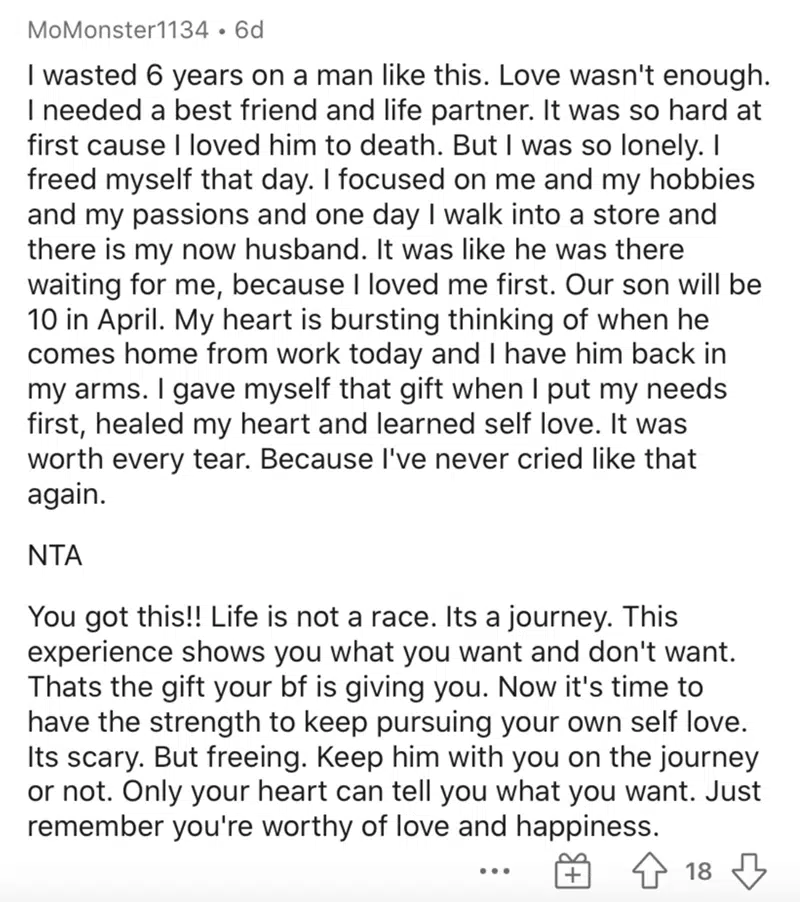 MoMonster1134 • 6d
I wasted 6 years on a man like this. Love wasn't enough.
I needed a best friend and life partner. It was so hard at
first cause I loved him to death. But I was so lonely. I
freed myself that day. I focused on me and my hobbies
and my passions and one day I walk into a store and
there is my now husband. It was like he was there
waiting for me, because I loved me first. Our son will be
10 in April. My heart is bursting thinking of when he
comes home from work today and I have him back in
my arms. I gave myself that gift when I put my needs
first, healed my heart and learned self love. It was
worth every tear. Because I've never cried like that
again.
NTA
You got this!! Life is not a race. Its a journey. This
experience shows you what you want and don't want.
Thats the gift your bf is giving you. Now it's time to
have the strength to keep pursuing your own self love.
Its scary. But freeing. Keep him with you on the journey
or not. Only your heart can tell you what you want. Just
remember you're worthy of love and happiness.
18